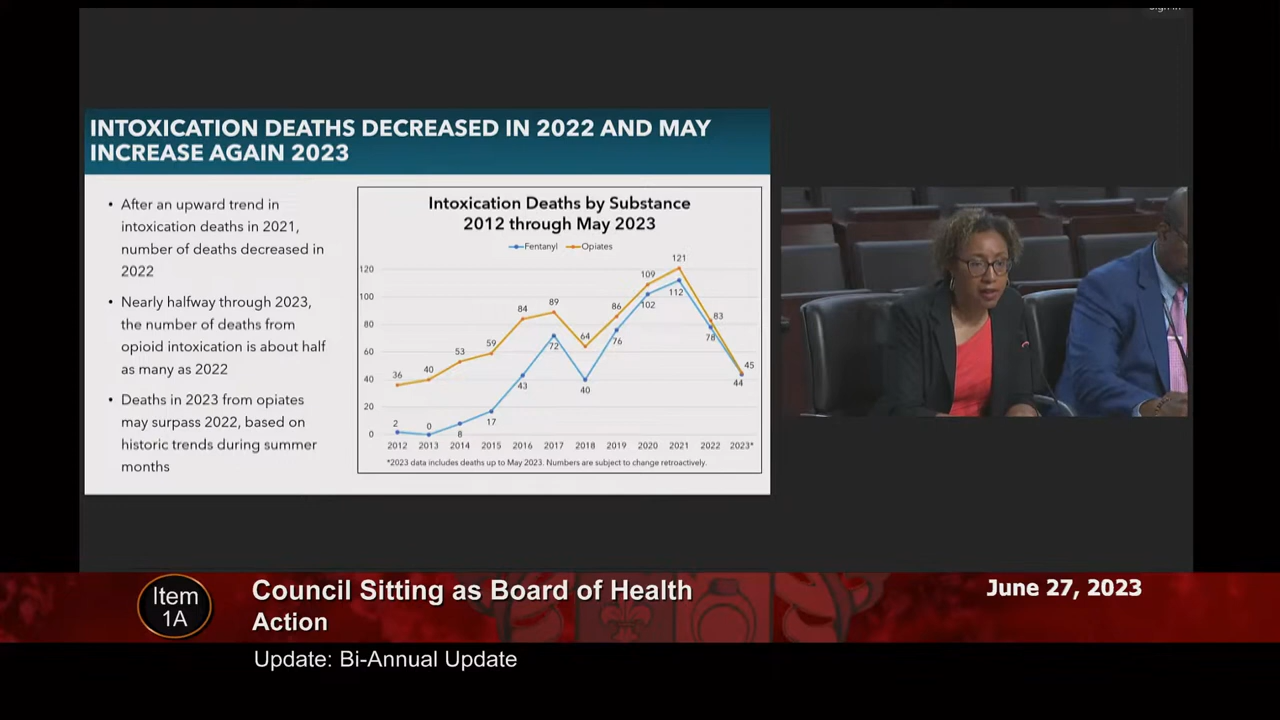 Sign in
INTOXICATION DEATHS DECREASED IN 2022 AND MAY
INCREASE AGAIN 2023
• After an upward trend in
intoxication deaths in 2021,
number of deaths decreased in
2022
• Nearly halfway through 2023,
the number of deaths from
opioid intoxication is about half
as many as 2022
• Deaths in 2023 from opiates
may surpass 2022, based on
historic trends during summer
months
Intoxication Deaths by Substance
2012 through May 2023
Fentanyl Opiates
120
100
80
60
40
20
0
36 40 53 59 84 89 64 86 109 121 83 45
2 0 8 17 43 72 40 76 102 112 78 44
2012 2013 2014 2015 2016 2017 2018 2019 2020 2021 2022 2023*
*2023 data includes deaths up to May 2023. Numbers are subject to change retroactively.
Item
1A
Council Sitting as Board of Health
Action
June 27, 2023
Update: Bi-Annual Update